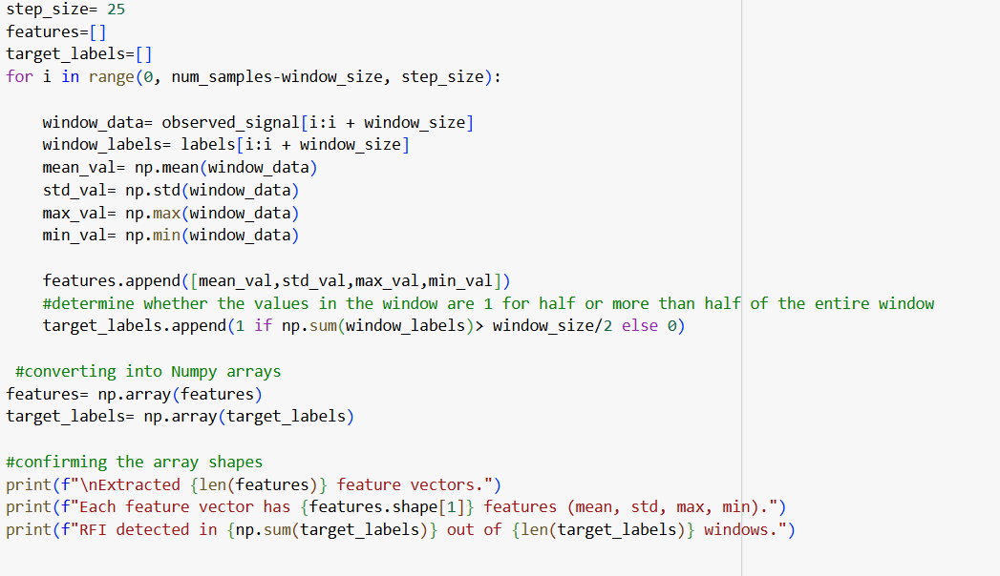 step_size= 25
features=[]
target_labels=[]
for i in range(0, num_samples-window_size, step_size):
window_data= observed_signal[i:i + window_size]
window_labels= labels[i:i + window_size]
mean_val= np.mean(window_data)
std_val= np.std(window_data)
max_val= np.max(window_data)
min_val= np.min(window_data)
features.append([mean_val,std_val,max_val,min_val])
#determine whether the values in the window are 1 for half or more than half of the entire window
target_labels.append(1 if np.sum(window_labels)> window_size/2 else 0)
#converting into Numpy arrays
features= np.array(features)
target_labels= np.array(target_labels)
#confirming the array shapes
print(f"\nExtracted {len(features)} feature vectors.")
print(f"Each feature vector has {features.shape[1]} features (mean, std, max, min).")
print(f"RFI detected in {np.sum(target_labels)} out of {len(target_labels)} windows.")